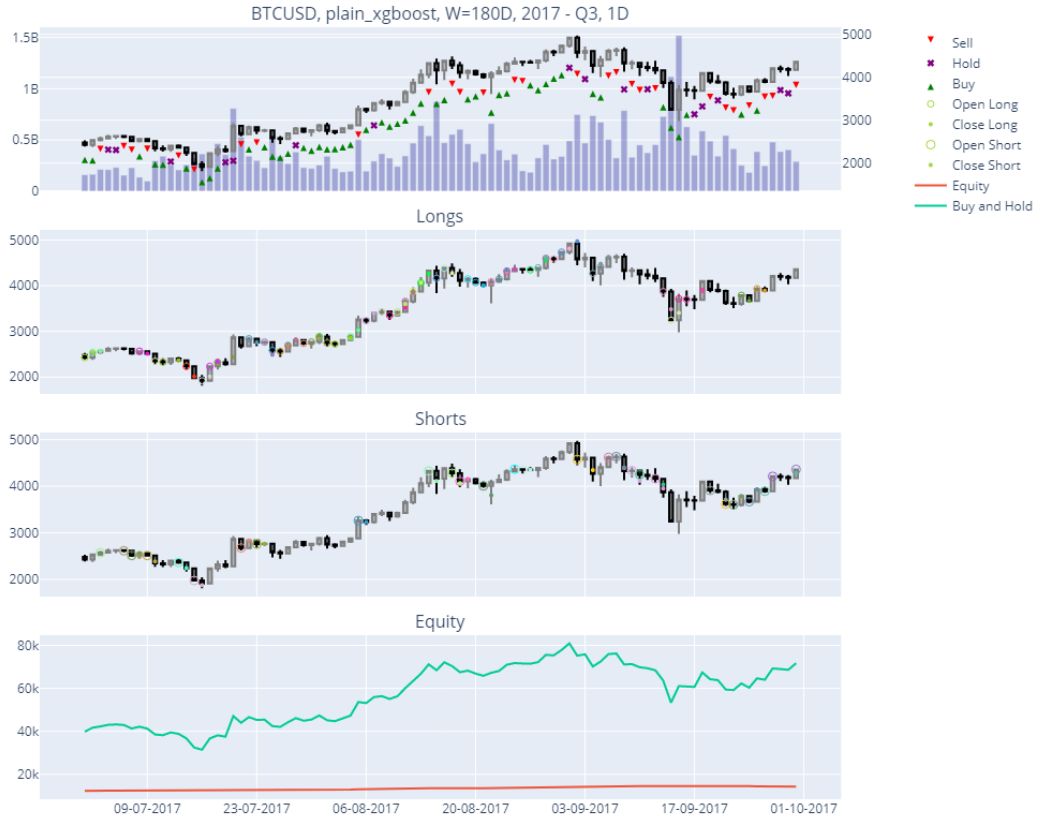 BTCUSD, plain_xgboost, W=180D, 2017 - Q3, 1D
1.5B
1B
0.5B
0
5000
4000
3000
2000
Sell
Hold
Buy
Open Long
Close Long
Open Short
Close Short
Equity
Buy and Hold
Longs
5000
4000
3000
2000
Shorts
5000
4000
3000
2000
Equity
80k
60k
40k
20k
09-07-2017 23-07-2017 06-08-2017 20-08-2017 03-09-2017 17-09-2017 01-10-2017